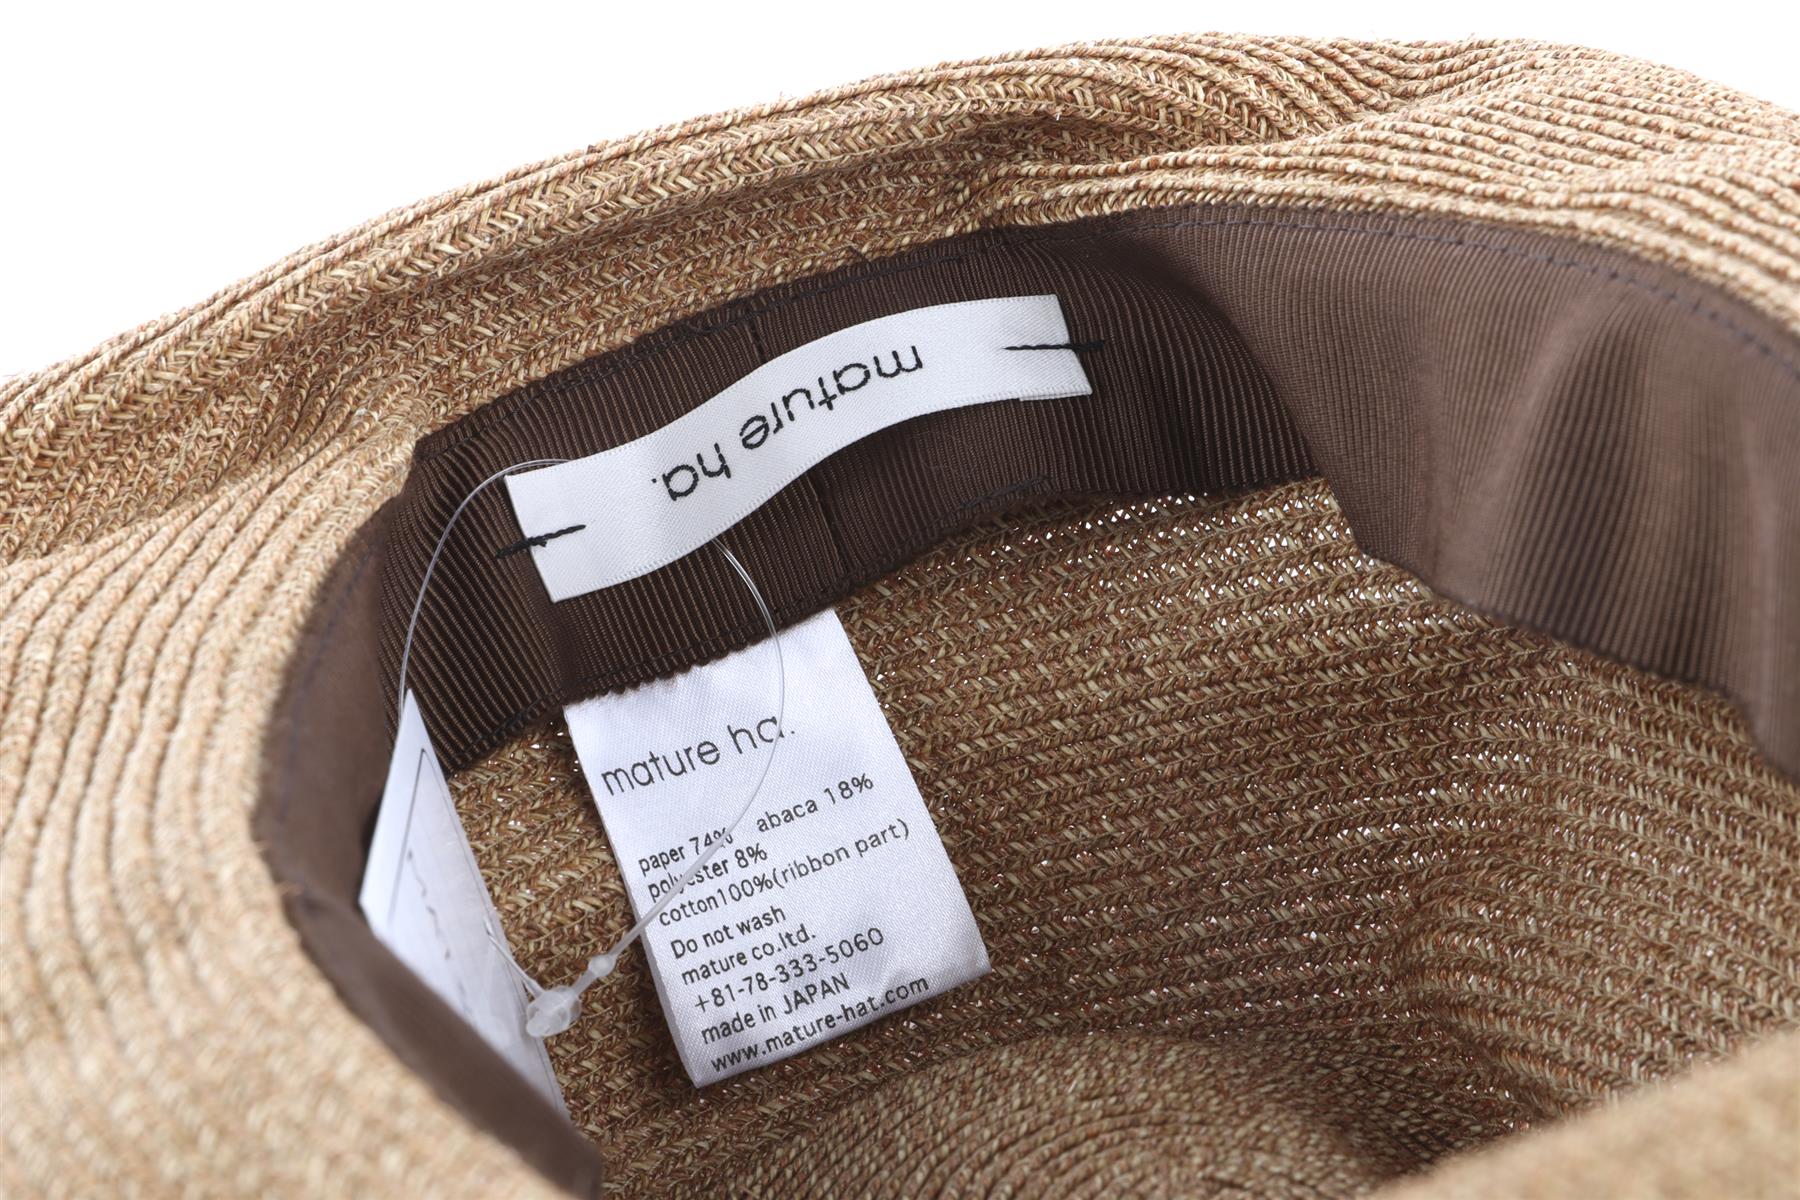 mature ha.
mature ha.
paper 74% abaca 18%
polyester 8%
cotton100%(ribbon part)
Do not wash
mature co.ltd.
+81-78-333-5060
made in JAPAN
www.mature-hat.com